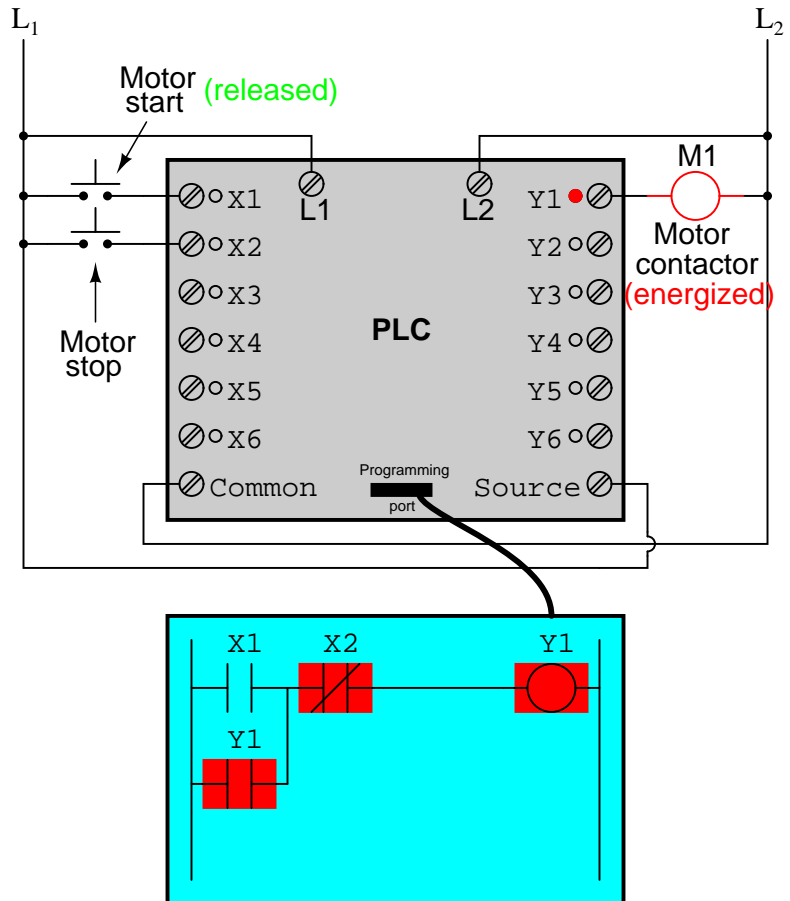 L1
L2
Motor
start
(released)
M1
X1
L1
L2
Y1
X2
Y2
Motor
contactor
(energized)
X3
Y3
Motor
stop
X4
PLC
Y4
X5
Y5
X6
Y6
Common
Programming
port
Source
X1
X2
Y1
Y1